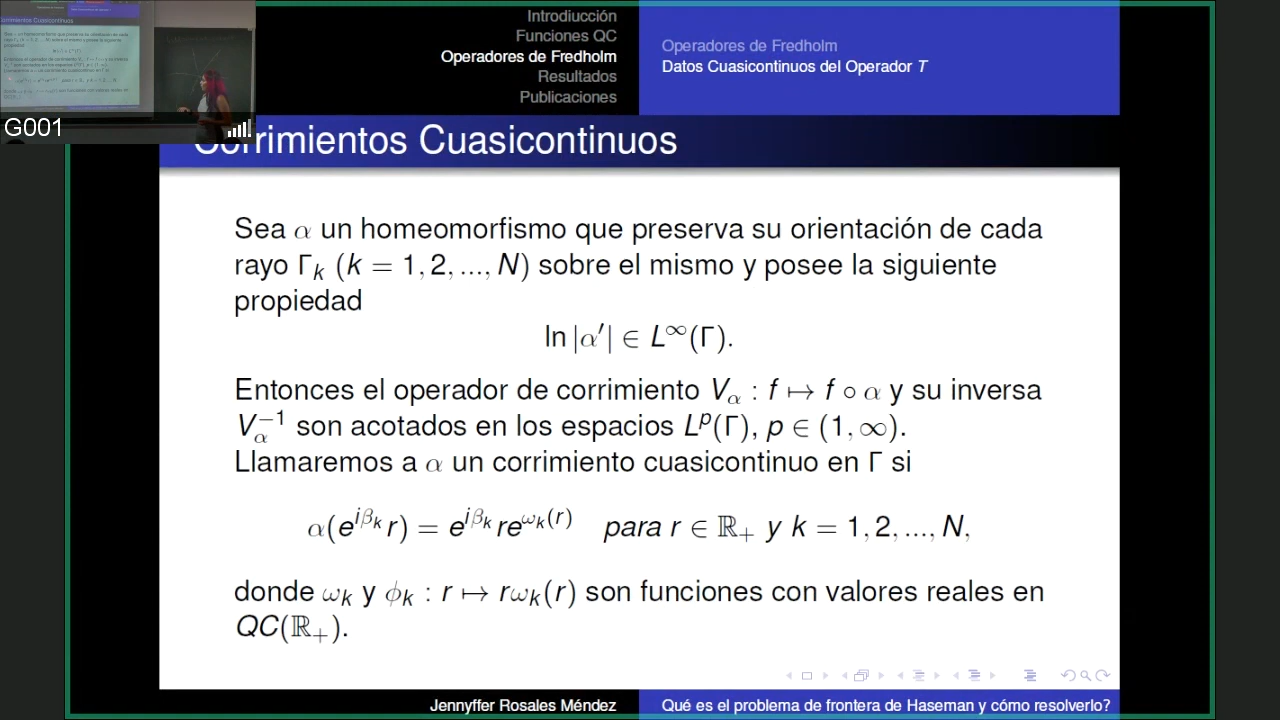 Introducción
Funciones QC
Operadores de Fredholm
Resultados
Publicaciones
Operadores de Fredholm
Datos Cuasicontinuos del Operador T
G001
Corrimientos Cuasicontinuos
Sea α un homeomorfismo que preserva su orientación de cada
rayo Γₖ (k = 1, 2, ..., N) sobre el mismo y posee la siguiente
propiedad
ln |α′| ∈ L^∞(Γ).
Entonces el operador de corrimiento V_α : f ↦ f ∘ α y su inversa
V_α^{−1} son acotados en los espacios L^p(Γ), p ∈ (1, ∞).
Llamaremos a α un corrimiento cuasicontinuo en Γ si
α(e^{iβ_k} r) = e^{iβ_k} re^{ω_k(r)} para r ∈ ℝ₊ y k = 1, 2, ..., N,
donde ω_k y ϕ_k : r ↦ rω_k(r) son funciones con valores reales en
QC(ℝ₊).
Jennyffer Rosales Méndez
Qué es el problema de frontera de Haseman y cómo resolverlo?